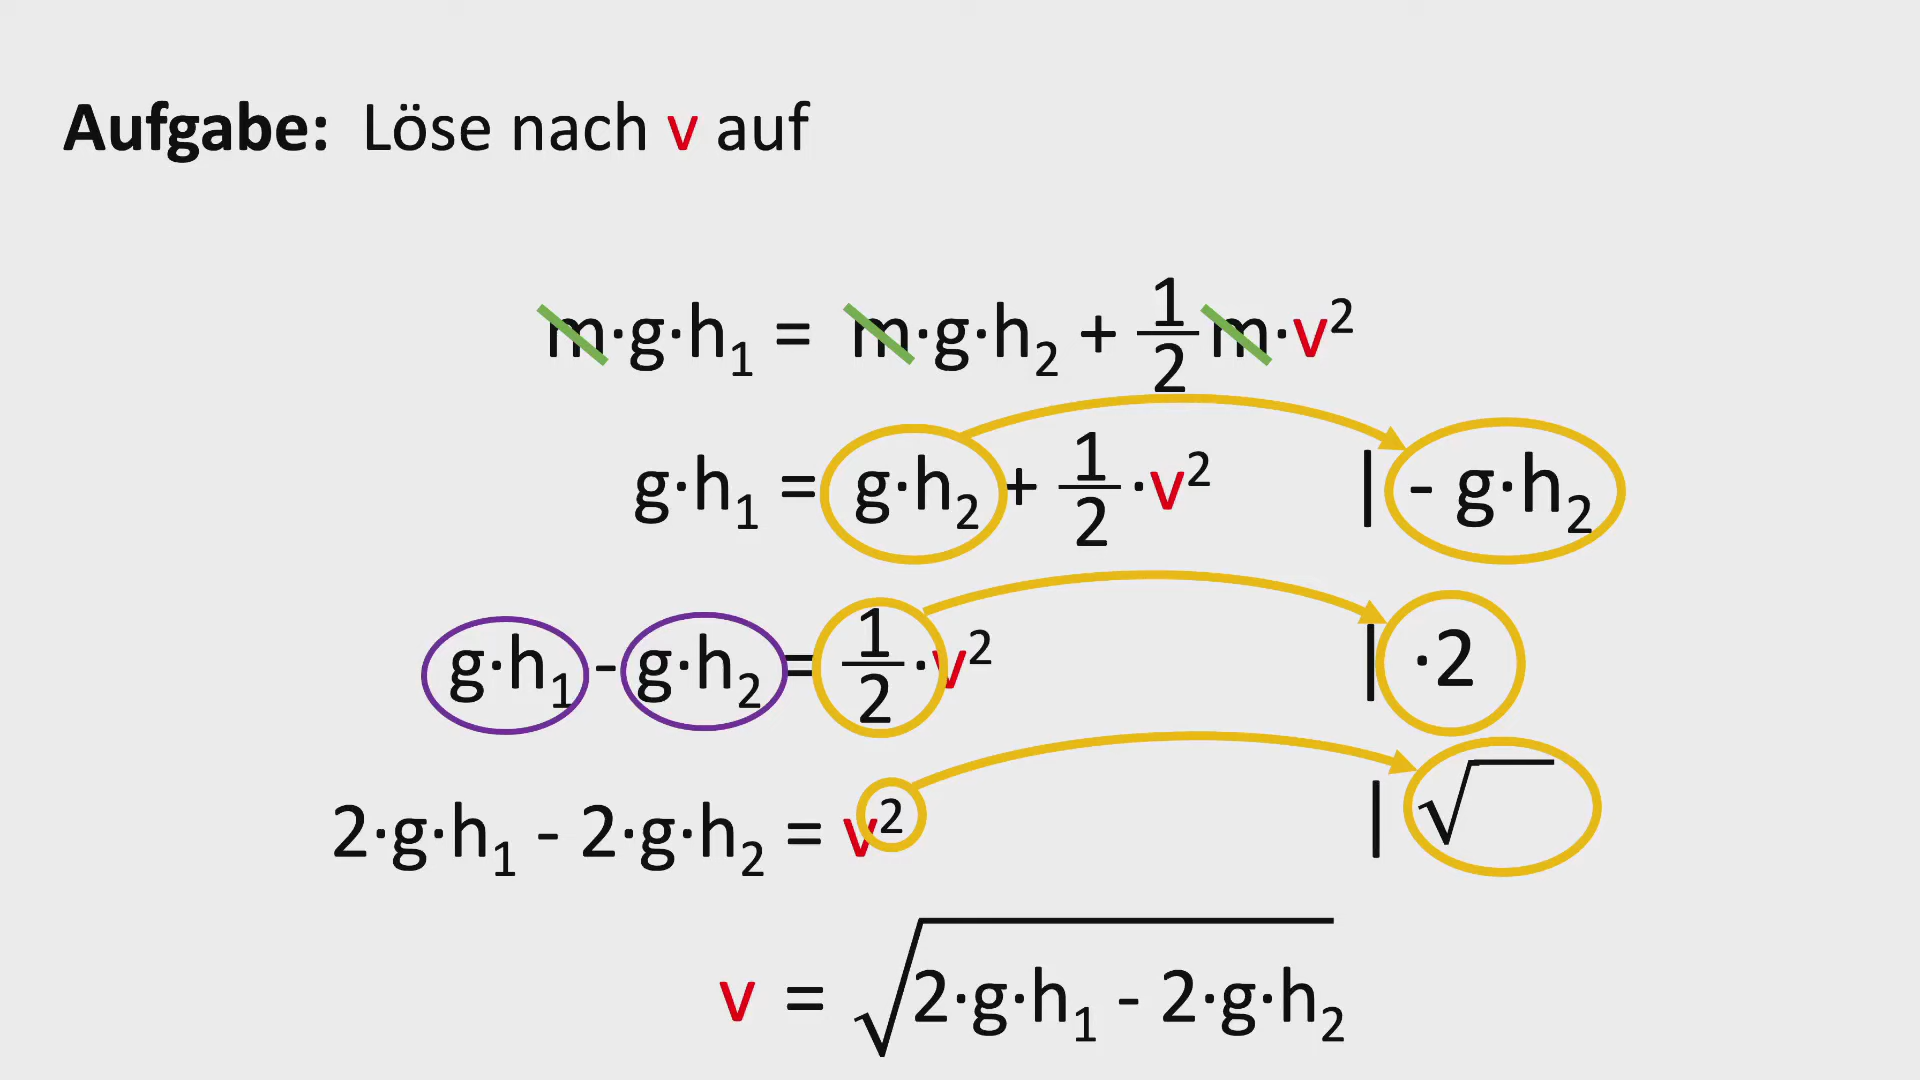 Aufgabe: Löse nach v auf
m·g·h₁ = m·g·h₂ + 1/2 m·v²
g·h₁ = g·h₂ + 1/2 ·v² | - g·h₂
g·h₁ - g·h₂ = 1/2 ·v² | ·2
2·g·h₁ - 2·g·h₂ = v² | √
v = √(2·g·h₁ - 2·g·h₂)